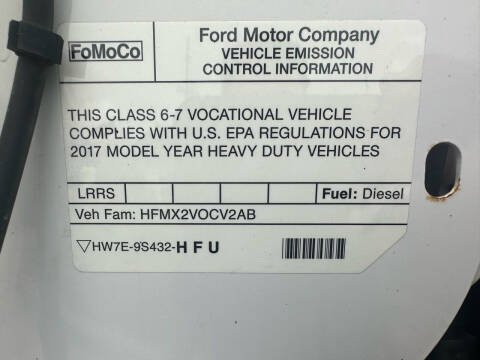 FoMoCo
Ford Motor Company
VEHICLE EMISSION
CONTROL INFORMATION
THIS CLASS 6-7 VOCATIONAL VEHICLE
COMPLIES WITH U.S. EPA REGULATIONS FOR
2017 MODEL YEAR HEAVY DUTY VEHICLES
LRRS Fuel: Diesel
Veh Fam: HFMX2VOCV2AB
▽HW7E-9S432-HFU